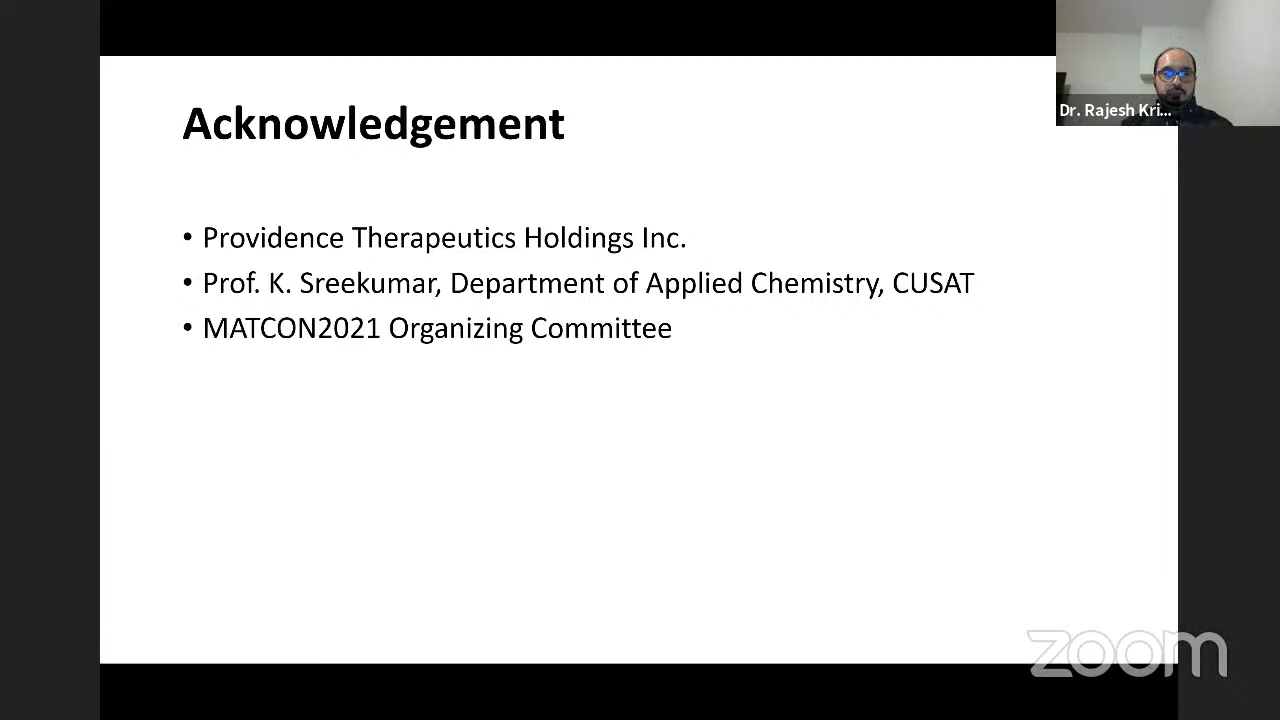 Dr. Rajesh Kri...
Acknowledgement
• Providence Therapeutics Holdings Inc.
• Prof. K. Sreekumar, Department of Applied Chemistry, CUSAT
• MATCON2021 Organizing Committee
zoom